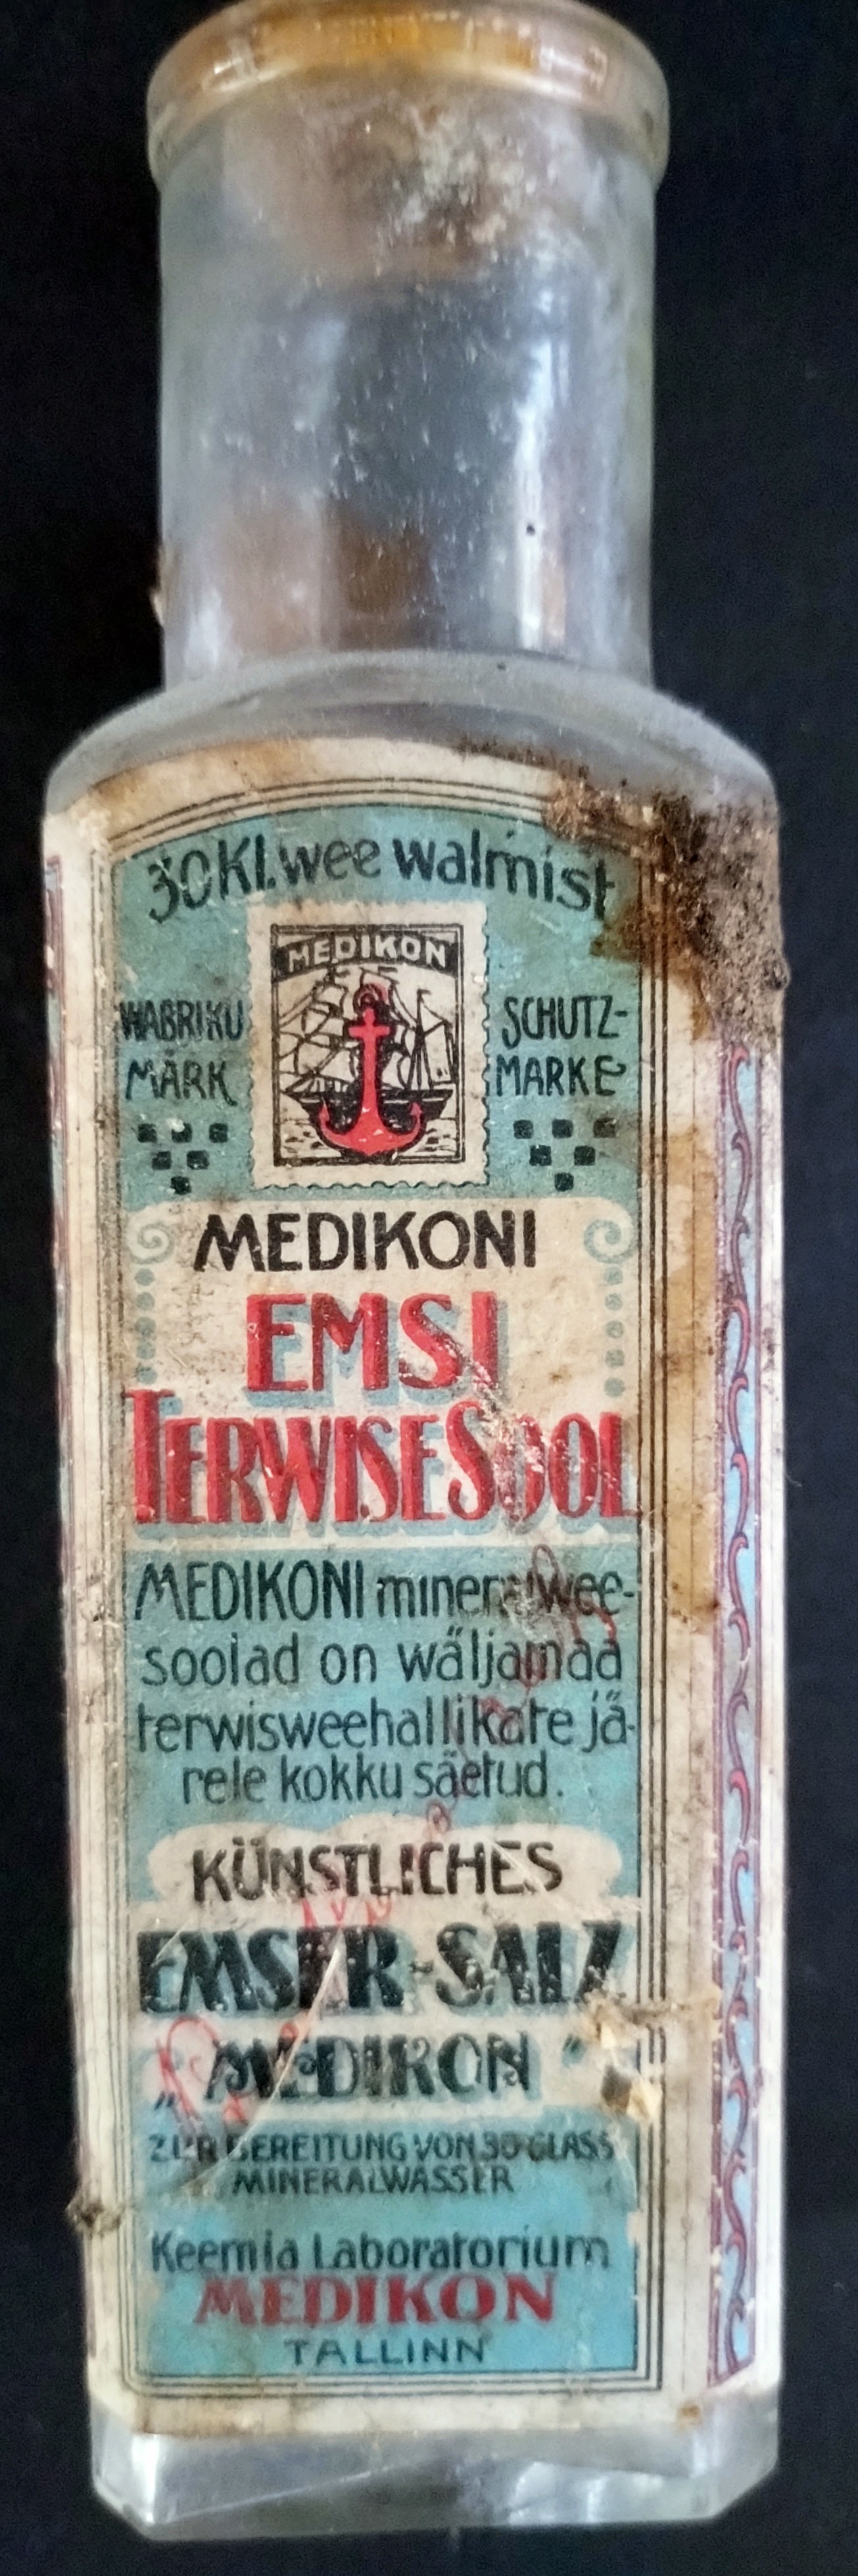 30 Kl. wee walmist
MEDIKON
WABRIKU
MÄRK
SCHUTZ-
MARKE
MEDIKONI
EMSI
TERWISESOOL
MEDIKONI mineralwee-
soolad on wäljamaa
terwisweehallikate jä-
rele kokku säetud.
KÜNSTLICHES
EMSER-SALZ
„MEDIKON"
ZUR BEREITUNG VON 30 GLASS
MINERALWASSER
Keemia Laboratorium
MEDIKON
TALLINN